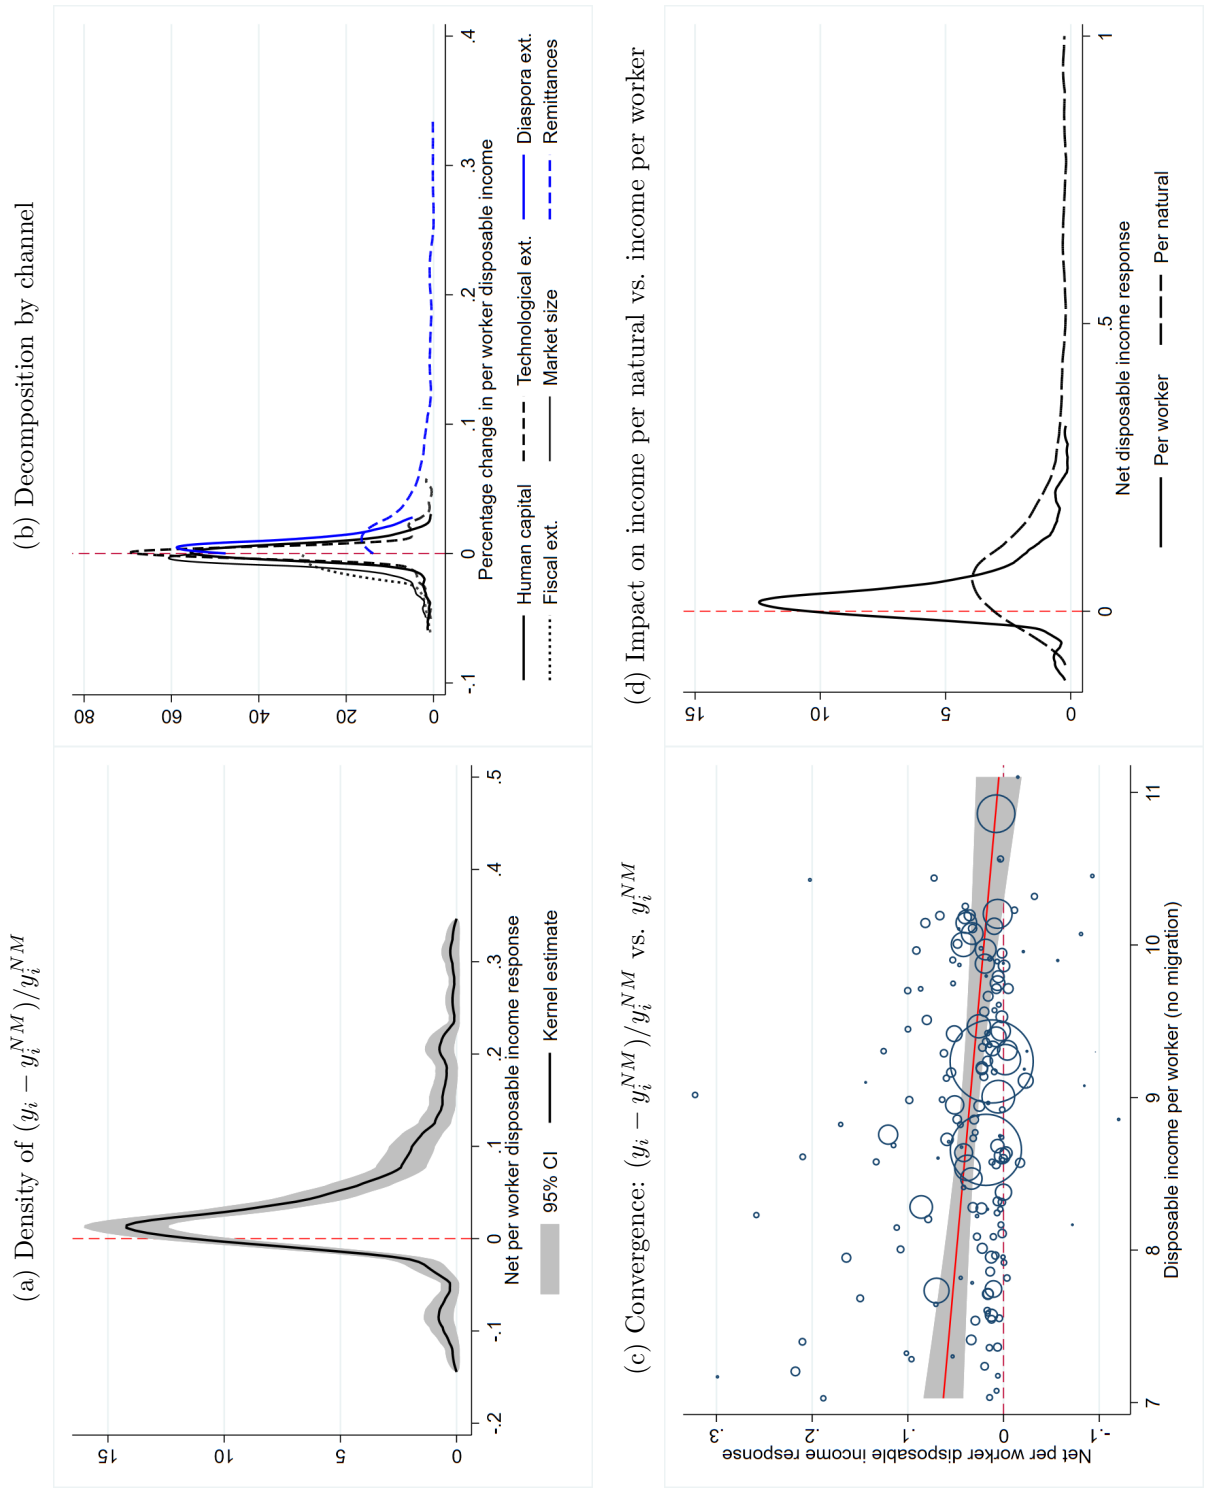 (a) Density of (y_i − y_i^{NM})/y_i^{NM}
15
10
5
0
-.2
-.1
0
.1
.2
.3
.4
.5
Net per worker disposable income response
95% CI
Kernel estimate
(b) Decomposition by channel
80
60
40
20
0
-.1
0
.1
.2
.3
.4
Percentage change in per worker disposable income
Human capital
Technological ext.
Diaspora ext.
Fiscal ext.
Market size
Remittances
(c) Convergence: (y_i − y_i^{NM})/y_i^{NM} vs. y_i^{NM}
Net per worker disposable income response
.3
.2
.1
0
-.1
7
8
9
10
11
Disposable income per worker (no migration)
(d) Impact on income per natural vs. income per worker
15
10
5
0
0
.5
1
Net disposable income response
Per worker
Per natural